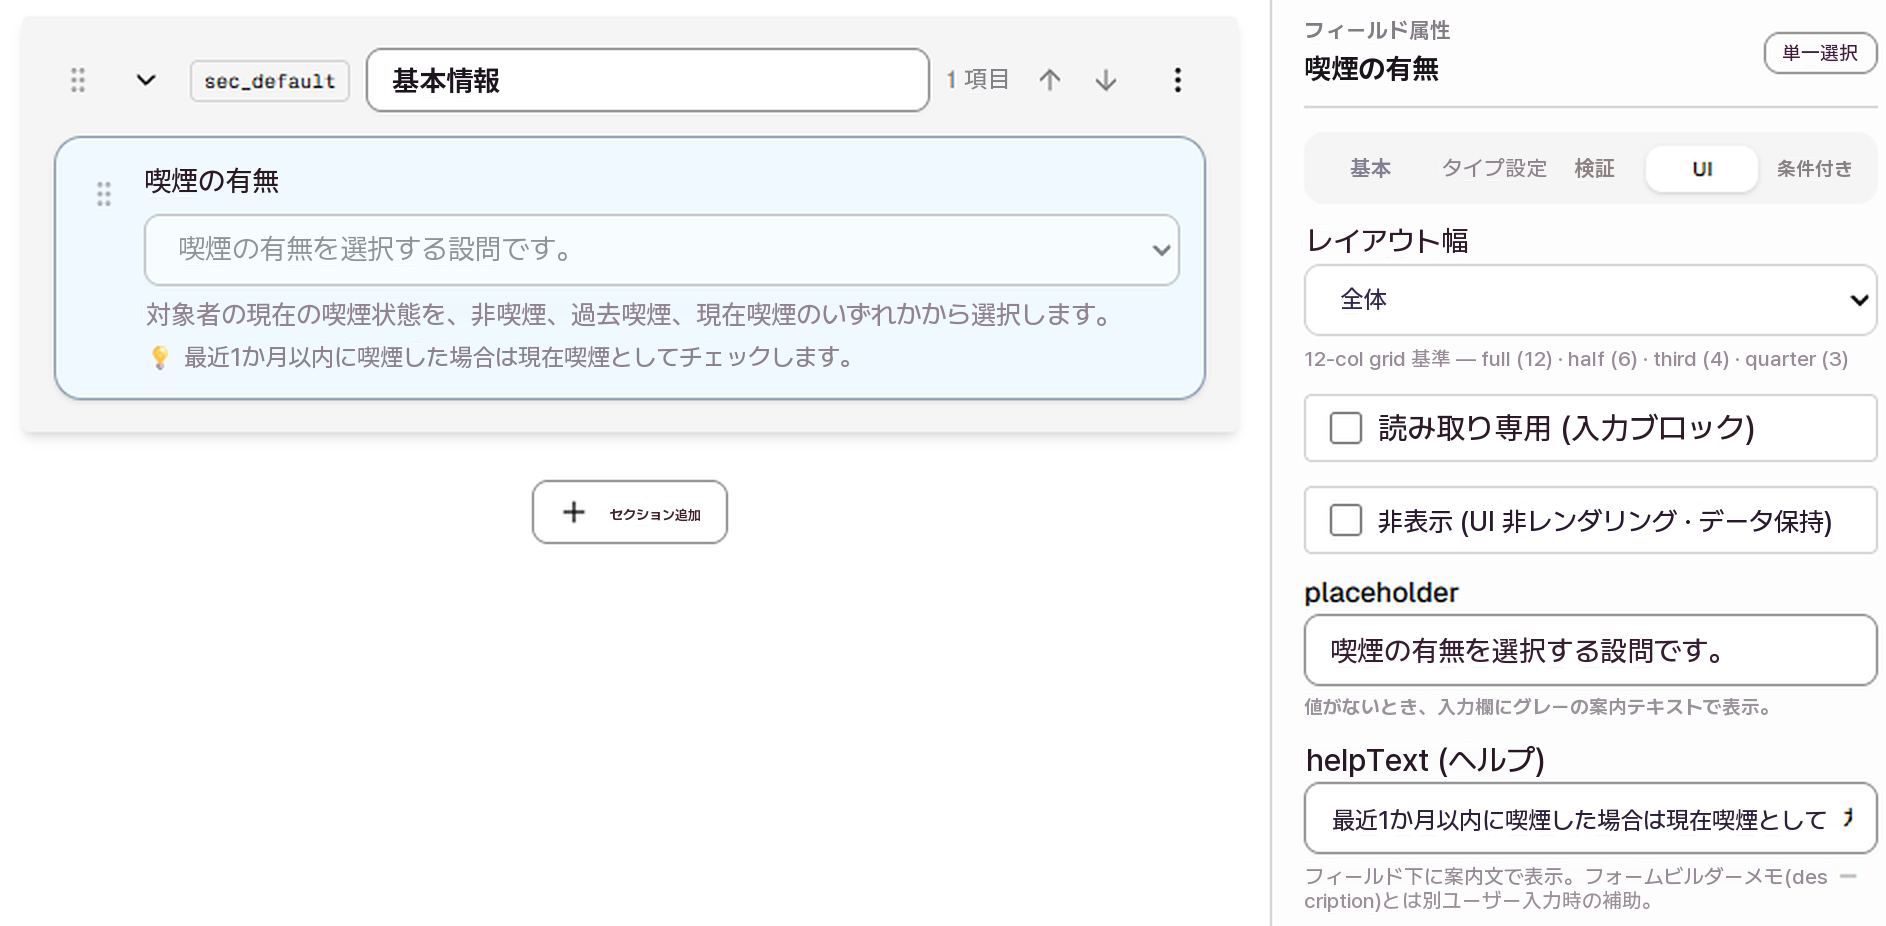 sec_default
基本情報
1 項目
喫煙の有無
喫煙の有無を選択する設問です。
対象者の現在の喫煙状態を、非喫煙、過去喫煙、現在喫煙のいずれかから選択します。
最近1か月以内に喫煙した場合は現在喫煙としてチェックします。
セクション追加
フィールド属性
喫煙の有無
単一選択
基本 タイプ設定 検証 UI 条件付き
レイアウト幅
全体
12-col grid 基準 — full (12) · half (6) · third (4) · quarter (3)
読み取り専用 (入力ブロック)
非表示 (UI 非レンダリング · データ保持)
placeholder
喫煙の有無を選択する設問です。
値がないとき、入力欄にグレーの案内テキストで表示。
helpText (ヘルプ)
最近1か月以内に喫煙した場合は現在喫煙として
フィールド下に案内文で表示。フォームビルダーメモ(des —
cription)とは別ユーザー入力時の補助。